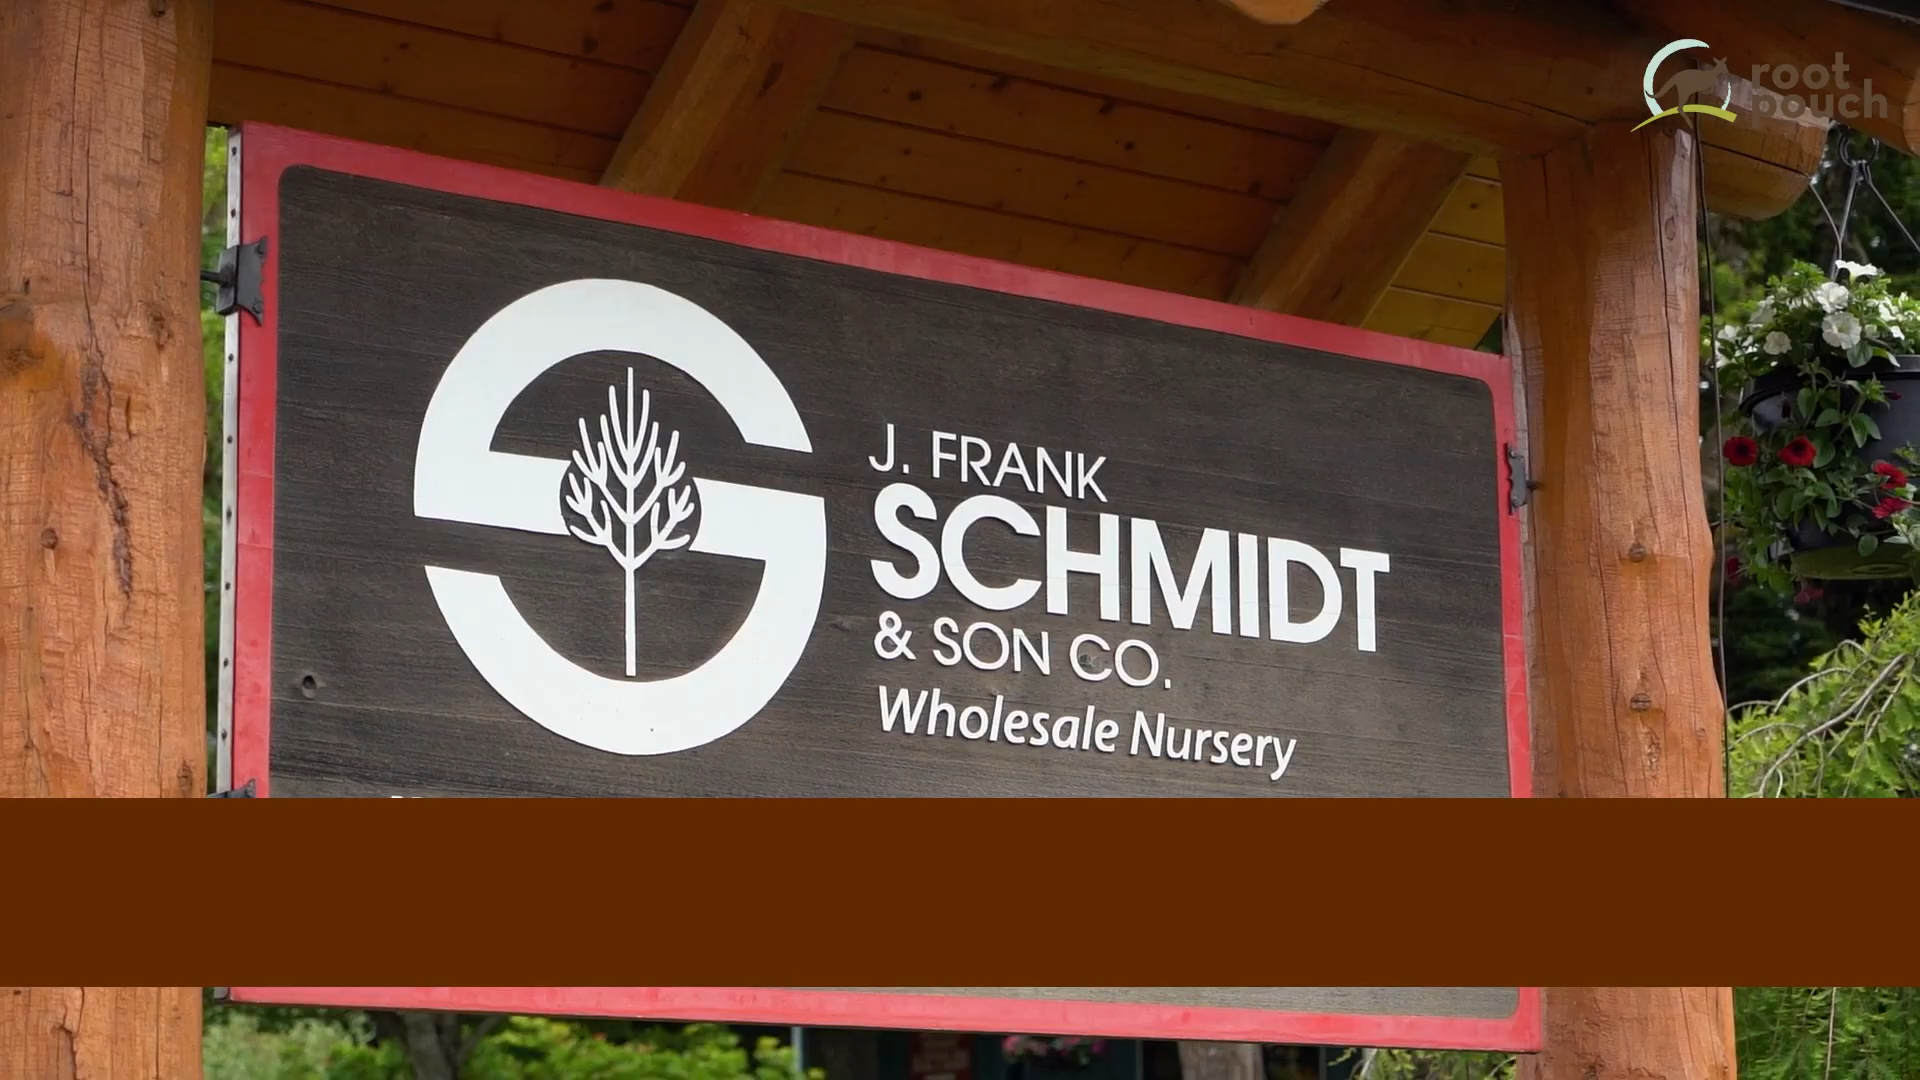 root
pouch
J. FRANK
SCHMIDT
& SON CO.
Wholesale Nursery